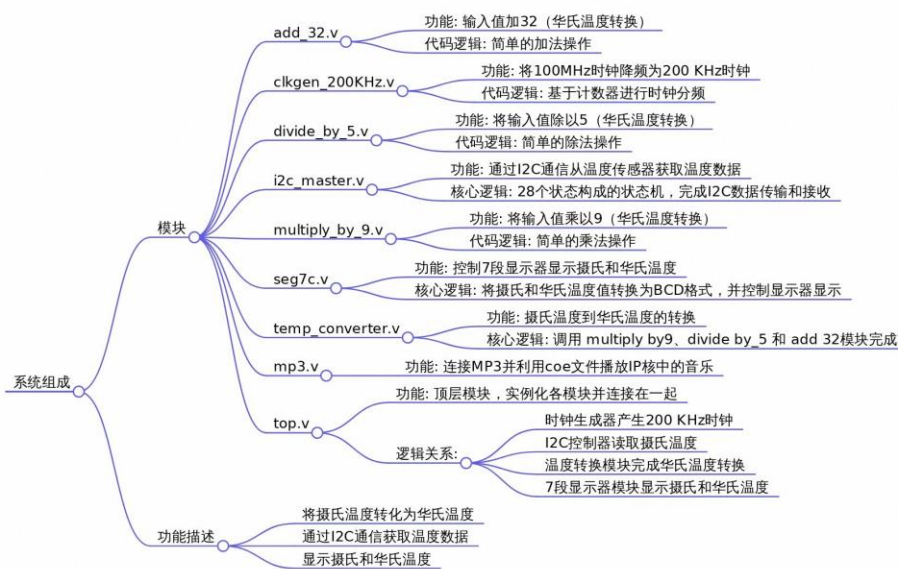 系统组成
模块
add_32.v
功能: 输入值加32（华氏温度转换）
代码逻辑: 简单的加法操作
clkgen_200KHz.v
功能: 将100MHz时钟降频为200 KHz时钟
代码逻辑: 基于计数器进行时钟分频
divide_by_5.v
功能: 将输入值除以5（华氏温度转换）
代码逻辑: 简单的除法操作
i2c_master.v
功能: 通过I2C通信从温度传感器获取温度数据
核心逻辑: 28个状态构成的状态机，完成I2C数据传输和接收
multiply_by_9.v
功能: 将输入值乘以9（华氏温度转换）
代码逻辑: 简单的乘法操作
seg7c.v
功能: 控制7段显示器显示摄氏和华氏温度
核心逻辑: 将摄氏和华氏温度值转换为BCD格式，并控制显示器显示
temp_converter.v
功能: 摄氏温度到华氏温度的转换
核心逻辑: 调用 multiply by9、divide by_5 和 add 32模块完成
mp3.v
功能: 连接MP3并利用coe文件播放IP核中的音乐
top.v
功能: 顶层模块，实例化各模块并连接在一起
逻辑关系:
时钟生成器产生200 KHz时钟
I2C控制器读取摄氏温度
温度转换模块完成华氏温度转换
7段显示器模块显示摄氏和华氏温度
功能描述
将摄氏温度转化为华氏温度
通过I2C通信获取温度数据
显示摄氏和华氏温度